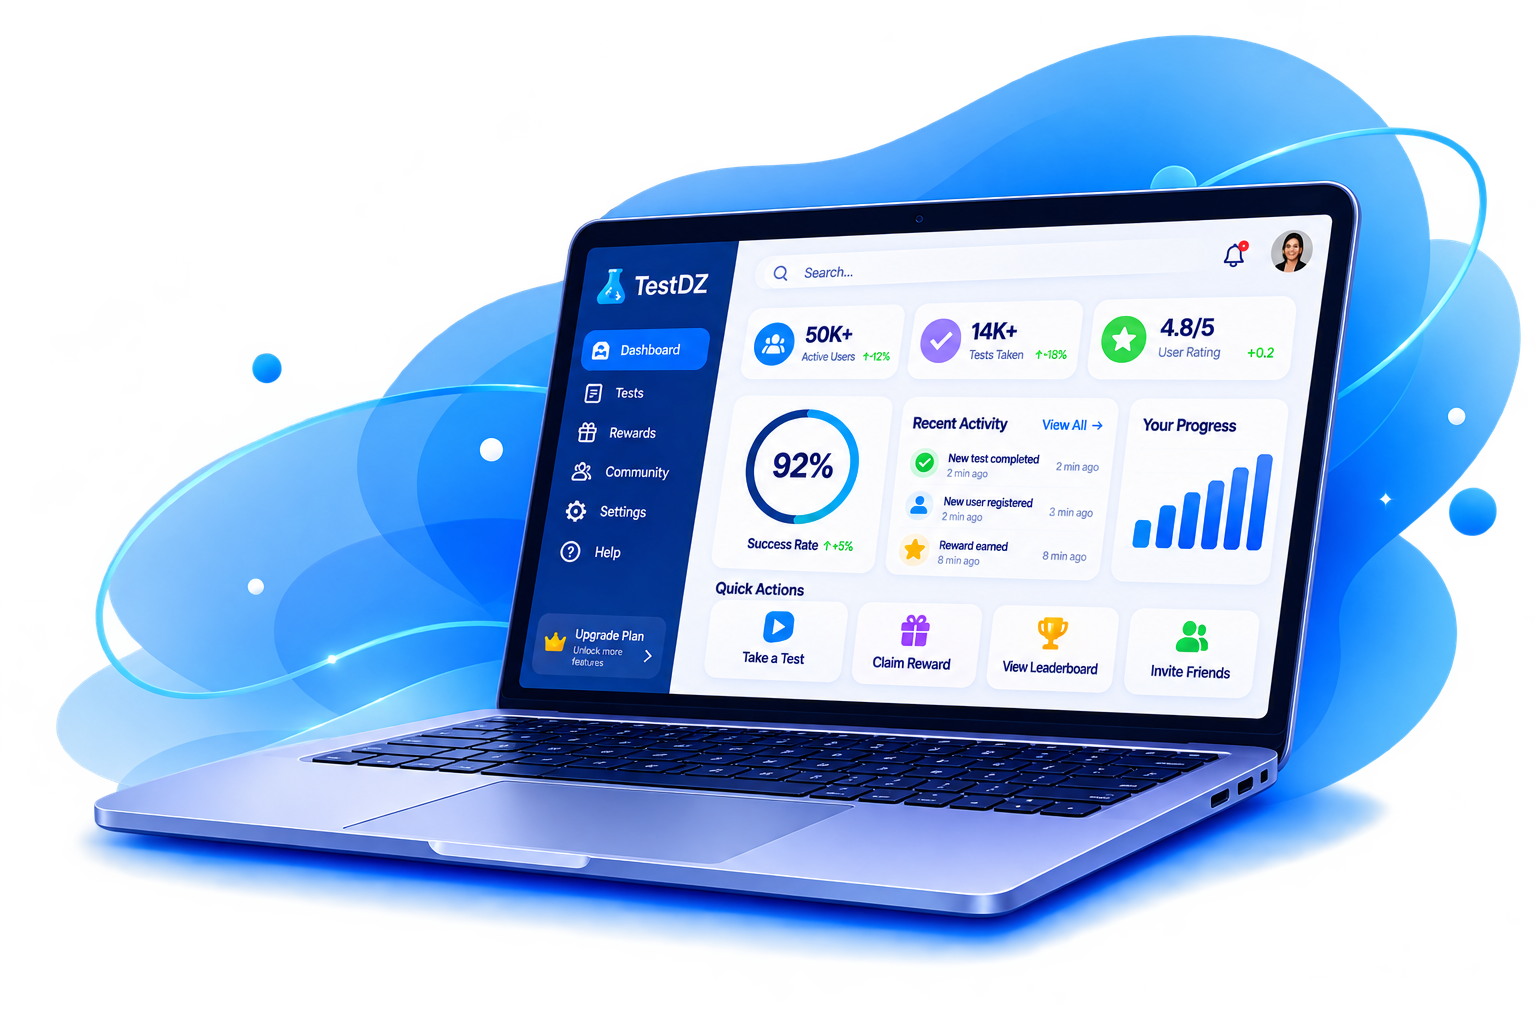 TestDZ
Dashboard
Tests
Rewards
Community
Settings
Help
Upgrade Plan
Unlock more
features
Search...
50K+
Active Users ↑~12%
14K+
Tests Taken ↑~18%
4.8/5
User Rating +0.2
92%
Success Rate ↑+5%
Recent Activity View All →
New test completed
2 min ago 2 min ago
New user registered
2 min ago 3 min ago
Reward earned
8 min ago 8 min ago
Your Progress
Quick Actions
Take a Test
Claim Reward
View Leaderboard
Invite Friends